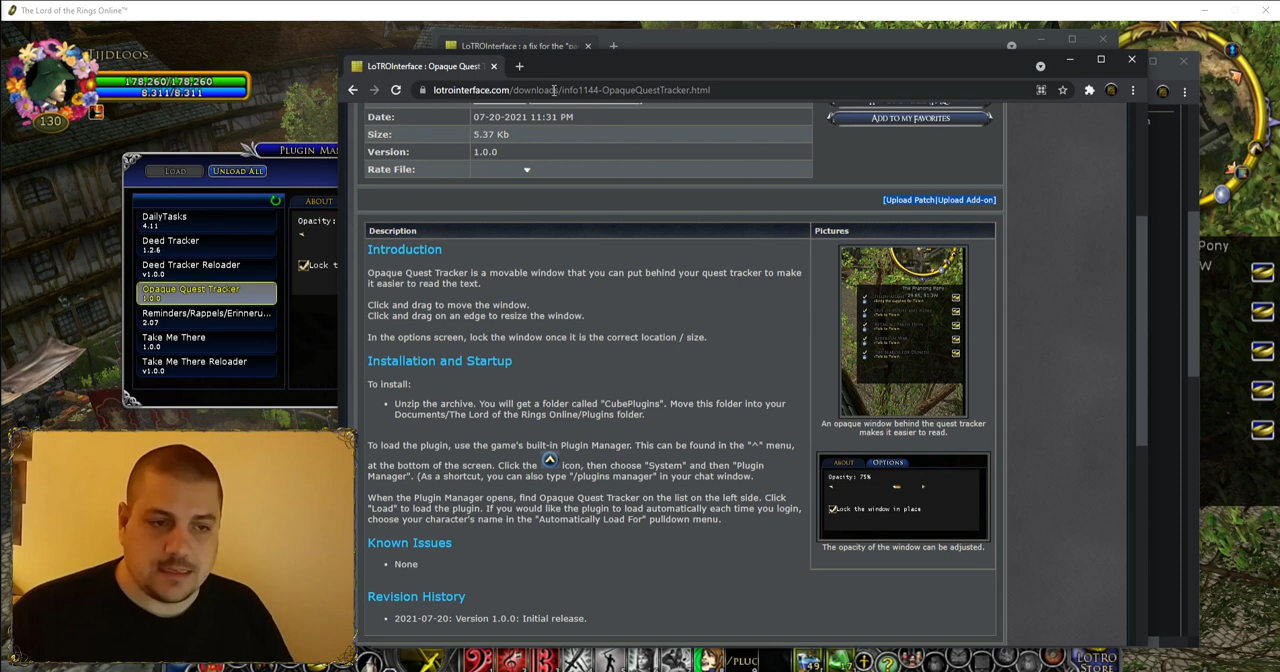 The Lord of the Rings Online™
TIJDLOOS
178,260/178,260
8.311/8.311
130
PLUGIN MA
LOAD
UNLOAD ALL
DailyTasks
4.11
Deed Tracker
1.2.6
Deed Tracker Reloader
v1.0.0
Opaque Quest Tracker
1.0.0
Reminders/Rappels/Erinneru...
2.07
Take Me There
1.0.0
Take Me There Reloader
v1.0.0
ABOUT
Opacity:
Lock t
LoTROInterface : a fix for the "pa
LoTROInterface : Opaque Quest
lotrointerface.com/downloads/info1144-OpaqueQuestTracker.html
Date: 07-20-2021 11:31 PM
Size: 5.37 Kb
Version: 1.0.0
Rate File:
ADD TO MY FAVORITES
[Upload Patch|Upload Add-on]
Description
Introduction
Opaque Quest Tracker is a movable window that you can put behind your quest tracker to make
it easier to read the text.
Click and drag to move the window.
Click and drag on an edge to resize the window.
In the options screen, lock the window once it is the correct location / size.
Installation and Startup
To install:
• Unzip the archive. You will get a folder called "CubePlugins". Move this folder into your
Documents/The Lord of the Rings Online/Plugins folder.
To load the plugin, use the game's built-in Plugin Manager. This can be found in the "^" menu,
at the bottom of the screen. Click the icon, then choose "System" and then "Plugin
Manager". (As a shortcut, you can also type "/plugins manager" in your chat window.
When the Plugin Manager opens, find Opaque Quest Tracker on the list on the left side. Click
"Load" to load the plugin. If you would like the plugin to load automatically each time you login,
choose your character's name in the "Automatically Load For" pulldown menu.
Known Issues
• None
Revision History
• 2021-07-20: Version 1.0.0: Initial release.
Pictures
The Prancing Pony
An opaque window behind the quest tracker
makes it easier to read.
ABOUT
OPTIONS
Opacity: 75%
Lock the window in place
The opacity of the window can be adjusted.
Pony
W
/PLUC
49
17
LOTRO
STORE